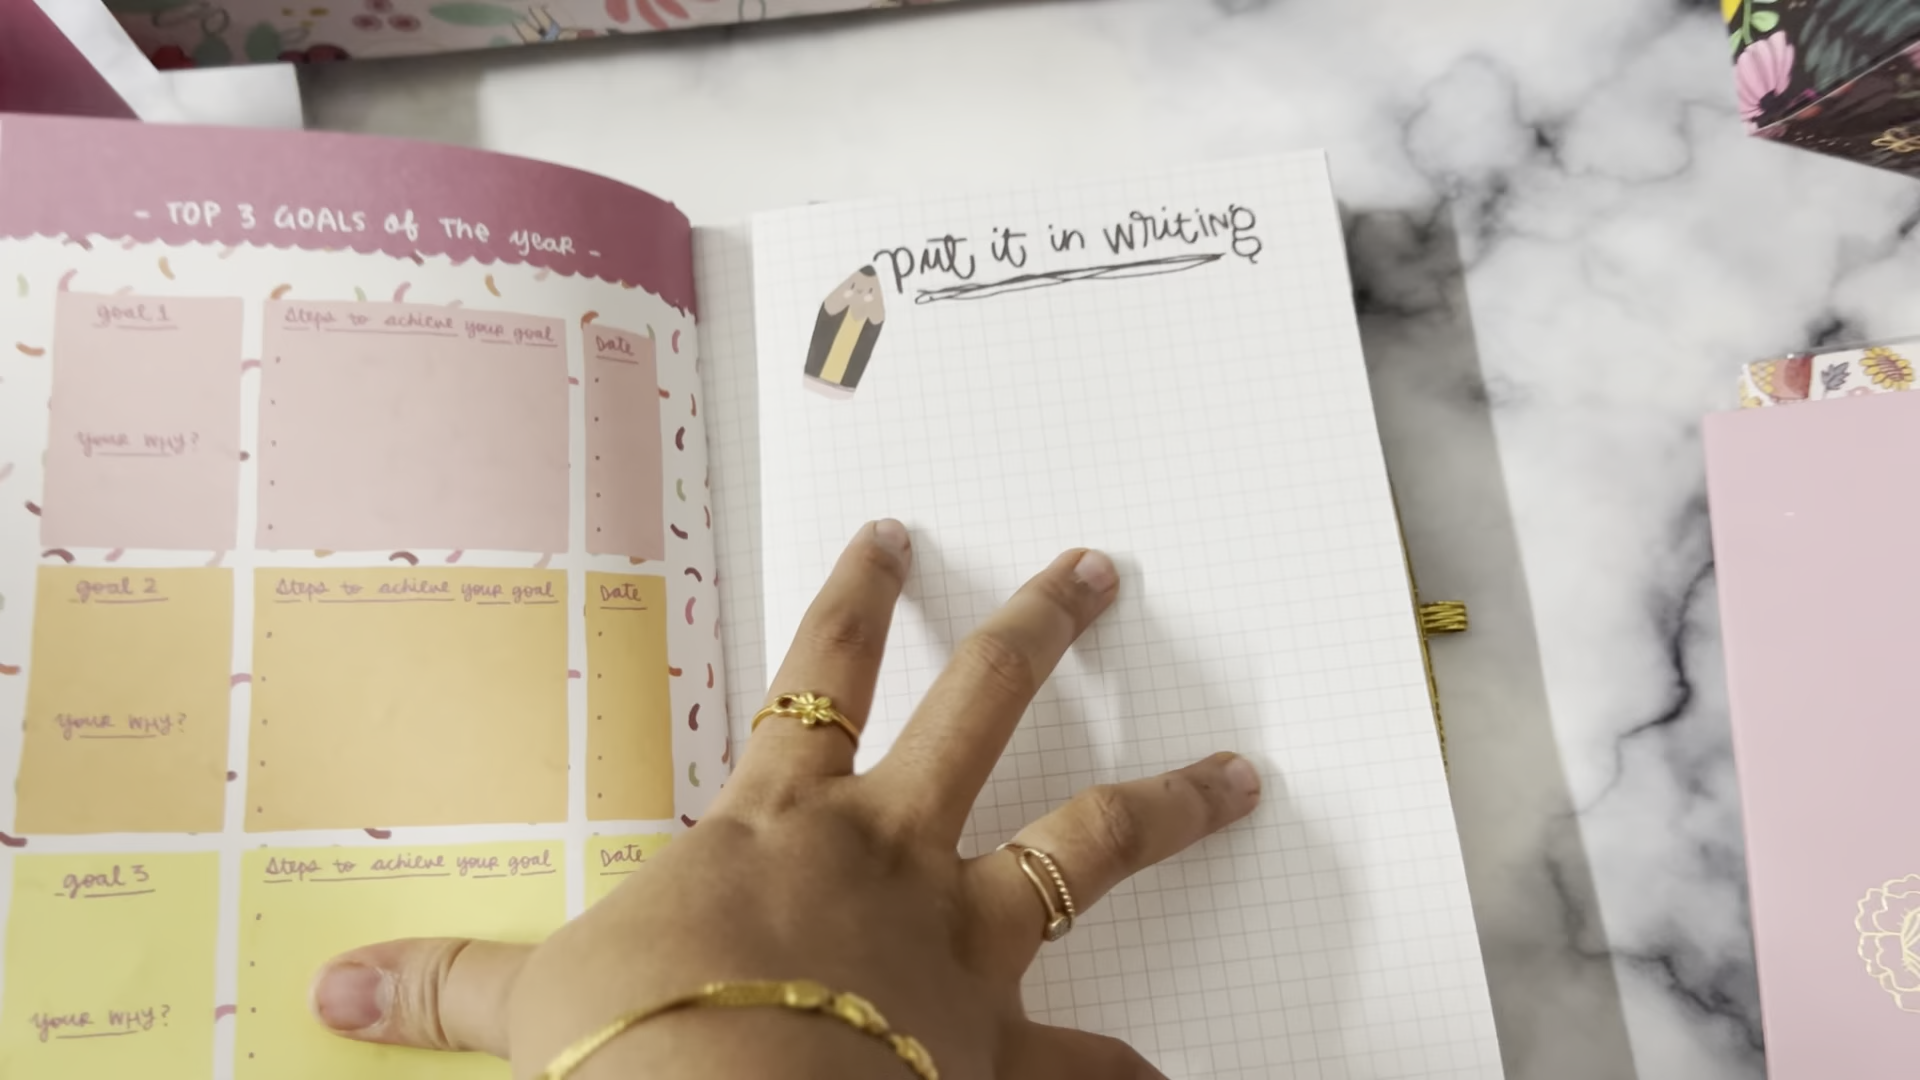 - TOP 3 GOALS of The year -
goal 1
Your WHY?
Steps to achieve your goal
Date
goal 2
Your WHY?
Steps to achieve your goal
Date
goal 3
Your WHY?
Steps to achieve your goal
Date
put it in writing